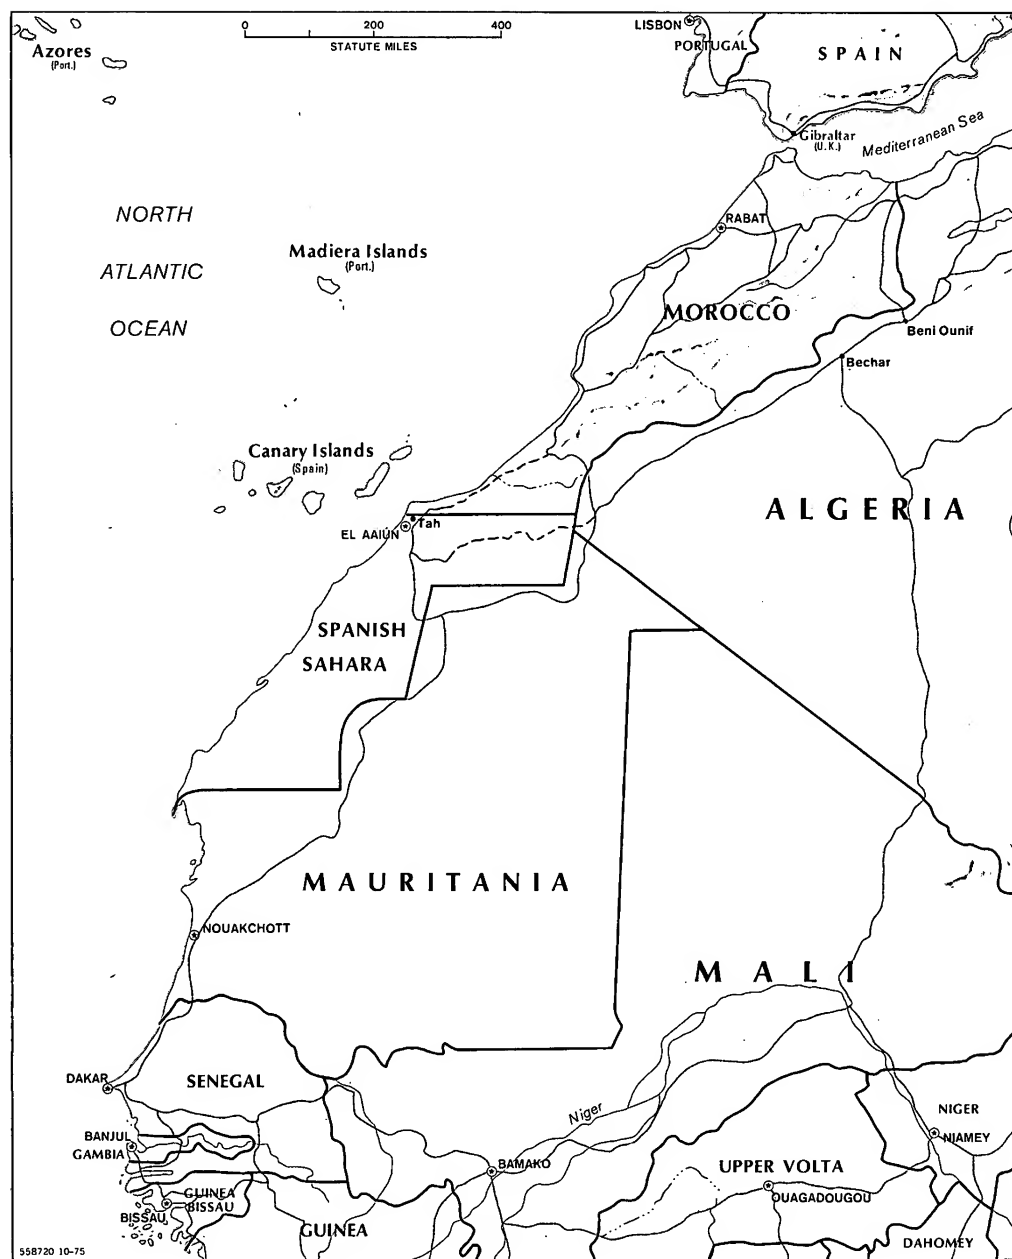 0 200 400
STATUTE MILES
Azores
(Port.)
LISBON
PORTUGAL
SPAIN
Gibraltar
(U.K.)
Mediterranean Sea
NORTH
ATLANTIC
OCEAN
RABAT
Madiera Islands
(Port.)
MOROCCO
Beni Ounif
Bechar
Canary Islands
(Spain)
ALGERIA
Tah
EL AAIÚN
SPANISH
SAHARA
MAURITANIA
NOUAKCHOTT
MALI
DAKAR
SENEGAL
Niger
NIGER
BANJUL
GAMBIA
NIAMEY
BAMAKO
UPPER VOLTA
GUINEA
BISSAU
OUAGADOUGOU
BISSAU
GUINEA
DAHOMEY
558720 10-75